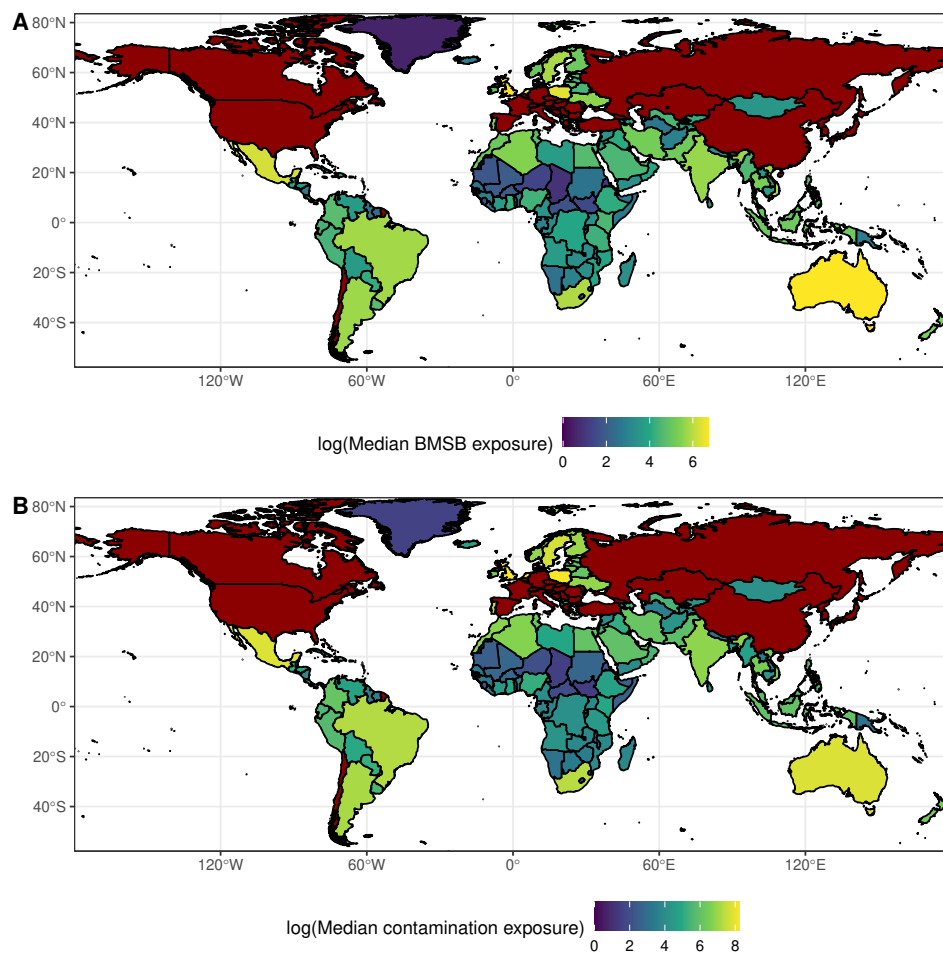 A
80°N
60°N
40°N
20°N
0°
20°S
40°S
120°W 60°W 0° 60°E 120°E
log(Median BMSB exposure)
0 2 4 6
B
80°N
60°N
40°N
20°N
0°
20°S
40°S
120°W 60°W 0° 60°E 120°E
log(Median contamination exposure)
0 2 4 6 8